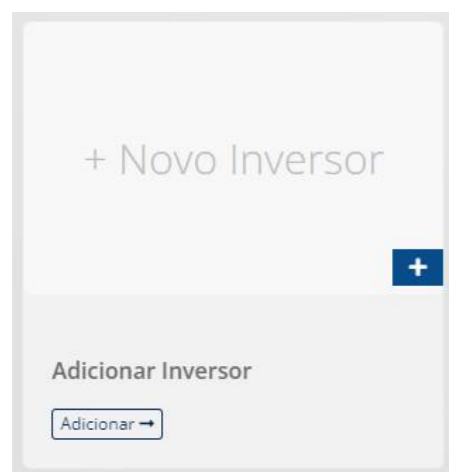 + Novo Inversor
+
Adicionar Inversor
Adicionar →